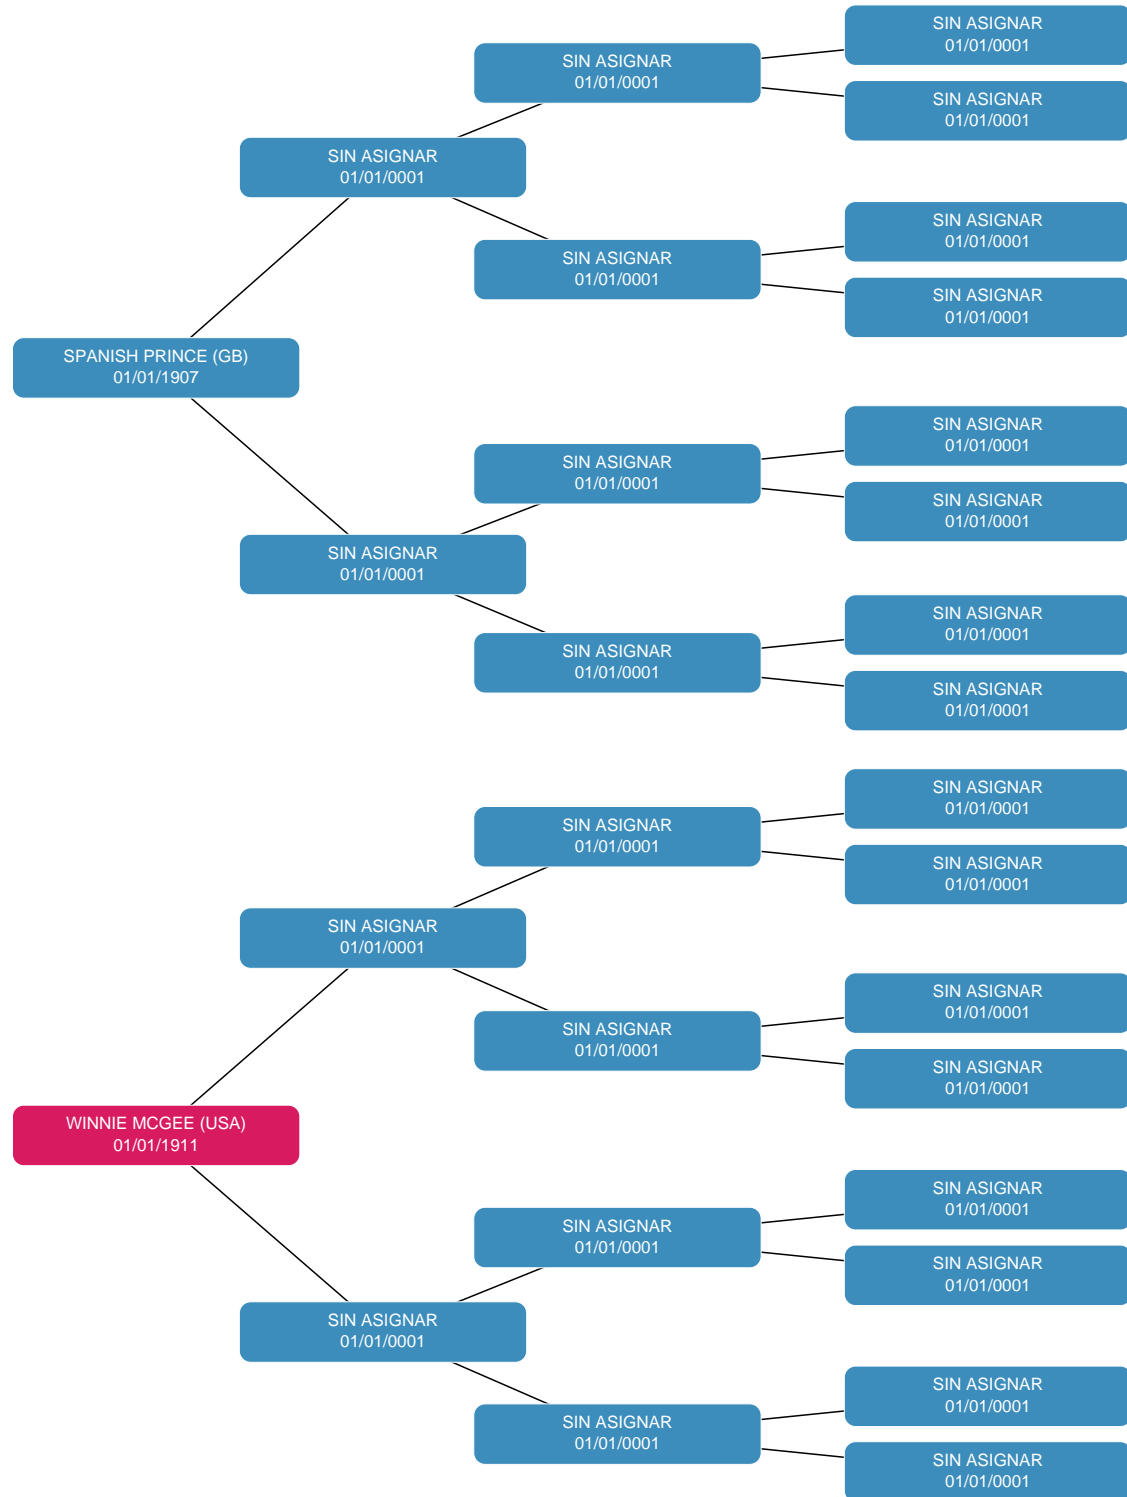 SIN ASIGNAR
01/01/0001
SIN ASIGNAR
01/01/0001
SIN ASIGNAR
01/01/0001
SIN ASIGNAR
01/01/0001
SIN ASIGNAR
01/01/0001
SIN ASIGNAR
01/01/0001
SIN ASIGNAR
01/01/0001
SPANISH PRINCE (GB)
01/01/1907
SIN ASIGNAR
01/01/0001
SIN ASIGNAR
01/01/0001
SIN ASIGNAR
01/01/0001
SIN ASIGNAR
01/01/0001
SIN ASIGNAR
01/01/0001
SIN ASIGNAR
01/01/0001
SIN ASIGNAR
01/01/0001
SIN ASIGNAR
01/01/0001
SIN ASIGNAR
01/01/0001
SIN ASIGNAR
01/01/0001
SIN ASIGNAR
01/01/0001
SIN ASIGNAR
01/01/0001
SIN ASIGNAR
01/01/0001
SIN ASIGNAR
01/01/0001
WINNIE MCGEE (USA)
01/01/1911
SIN ASIGNAR
01/01/0001
SIN ASIGNAR
01/01/0001
SIN ASIGNAR
01/01/0001
SIN ASIGNAR
01/01/0001
SIN ASIGNAR
01/01/0001
SIN ASIGNAR
01/01/0001
SIN ASIGNAR
01/01/0001